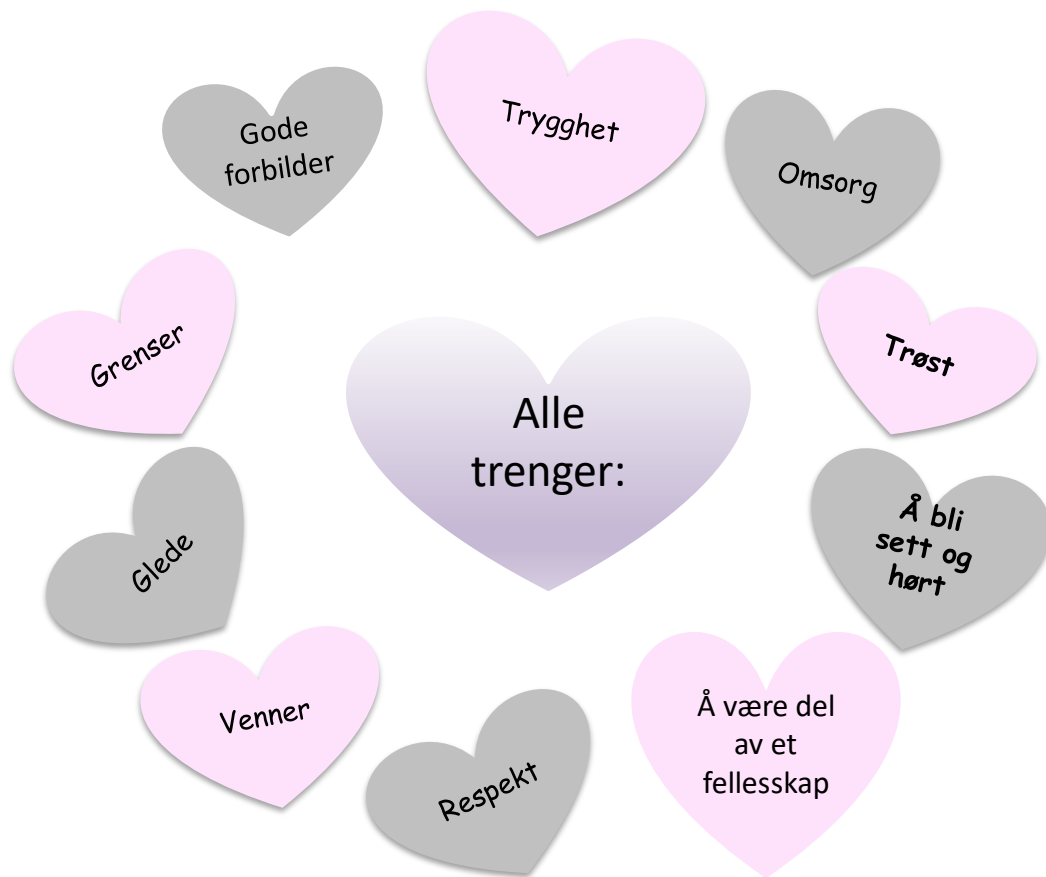 Alle
trenger:
Trygghet
Omsorg
Trøst
Å bli
sett og
hørt
Å være del
av et
fellesskap
Respekt
Venner
Glede
Grenser
Gode
forbilder